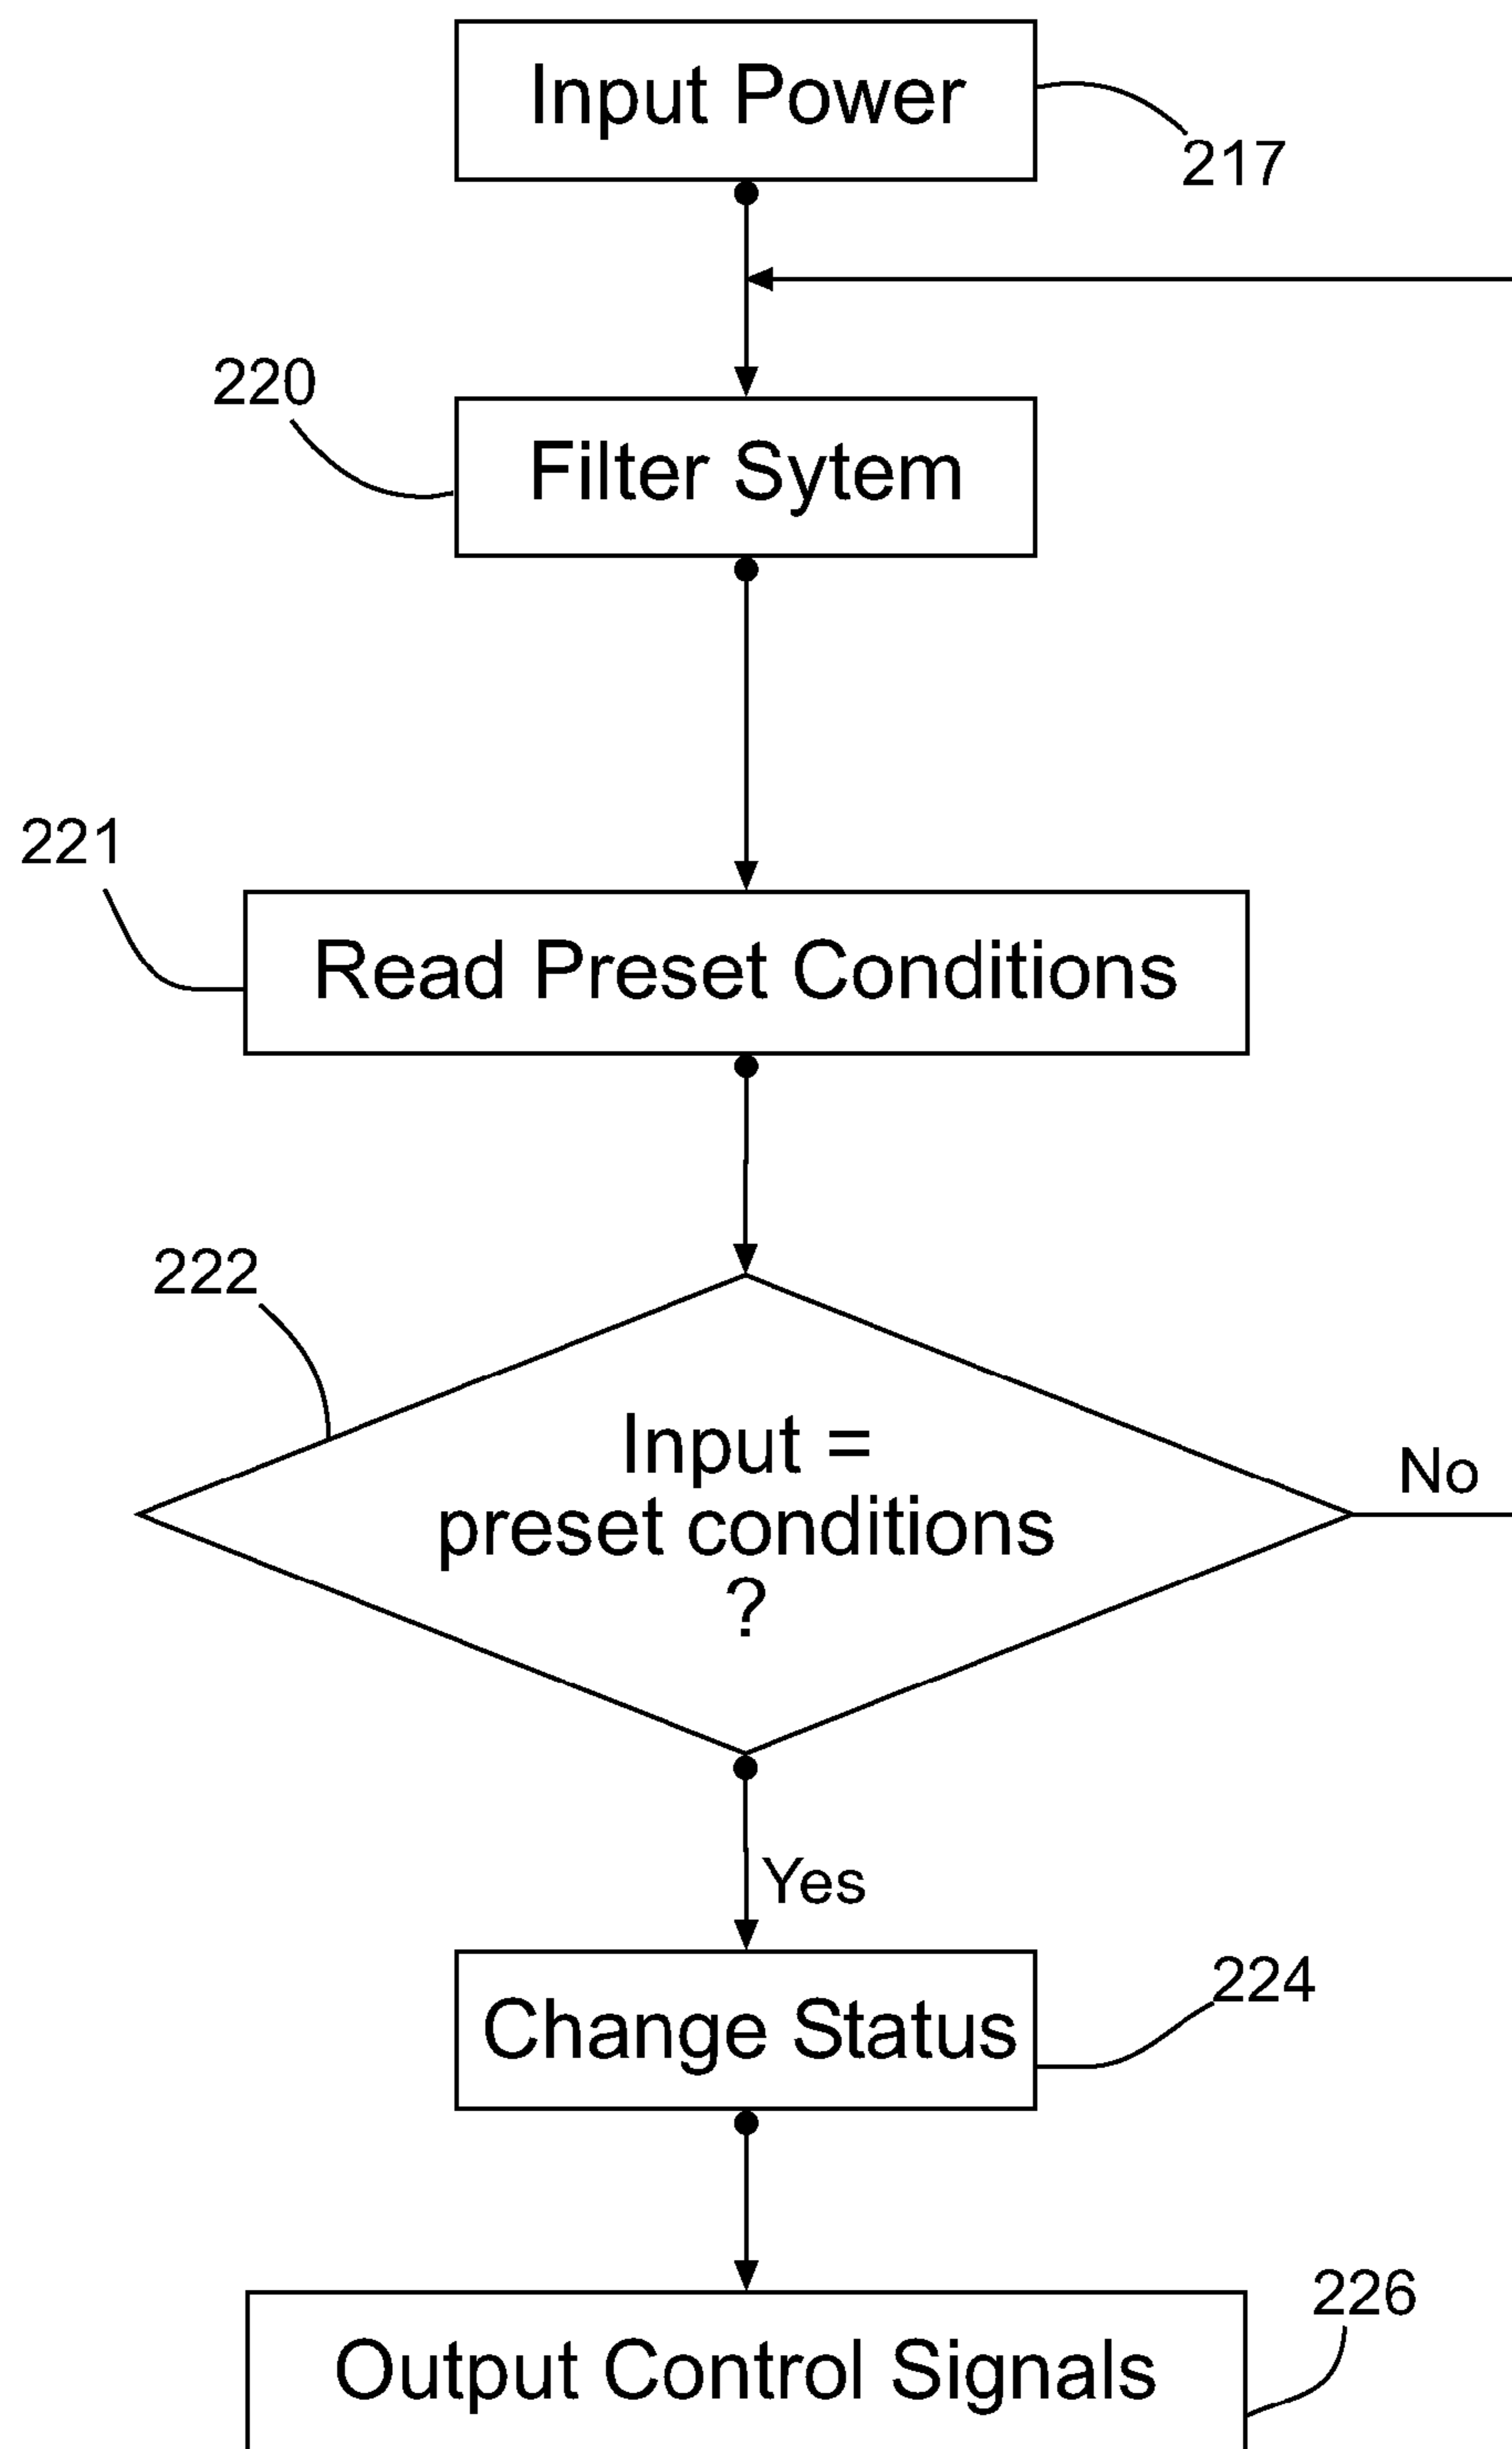 Input Power
217
220
Filter Sytem
221
Read Preset Conditions
222
Input =
preset conditions
?
No
Yes
Change Status
224
226
Output Control Signals